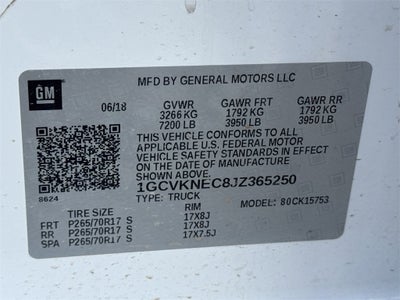 MFD BY GENERAL MOTORS LLC
GM
06/18 GVWR GAWR FRT GAWR RR
3266 KG 1792 KG 1792 KG
7200 LB 3950 LB 3950 LB
THIS VEHICLE CONFORMS TO ALL
APPLICABLE U.S. FEDERAL MOTOR
VEHICLE SAFETY STANDARDS IN EFFECT
ON THE DATE OF MANUFACTURE
SHOWN ABOVE.
1GCVKNEC8JZ365250
8624 TYPE: TRUCK MODEL: 80CK15753
TIRE SIZE RIM
FRT P265/70R17 S 17X8J
RR P265/70R17 S 17X8J
SPA P265/70R17 S 17X7.5J